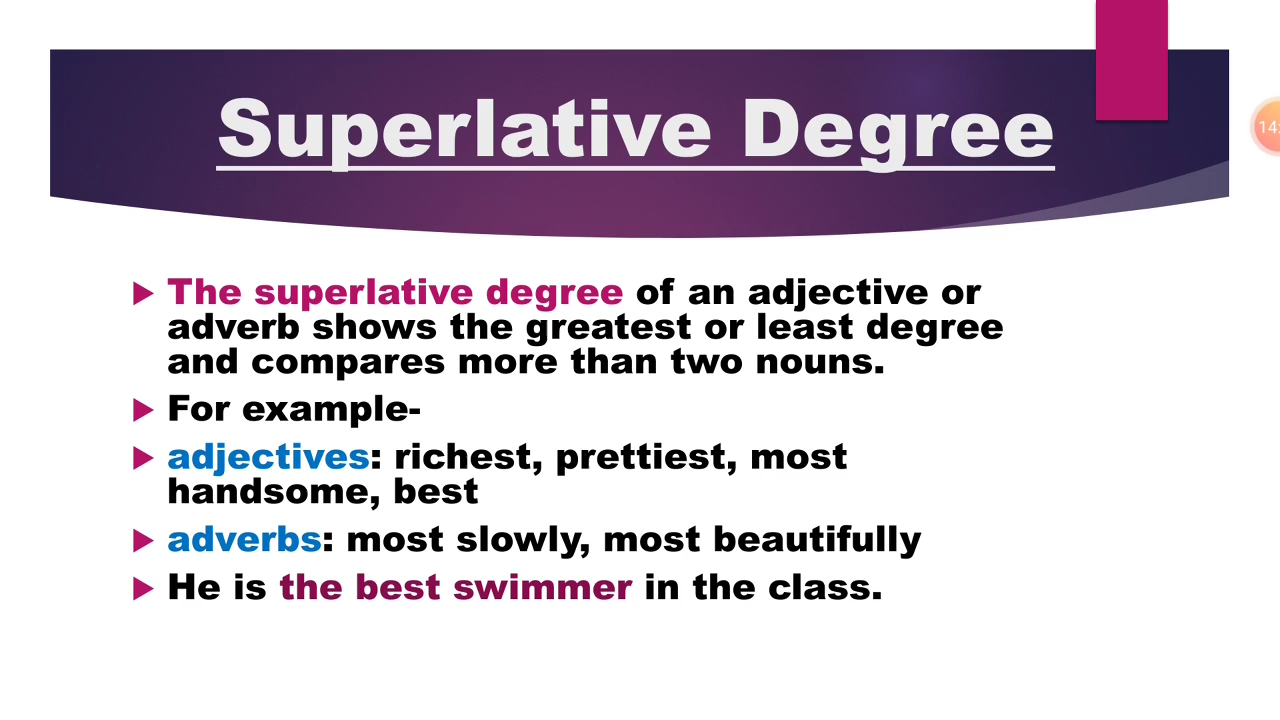 Superlative Degree
The superlative degree of an adjective or
adverb shows the greatest or least degree
and compares more than two nouns.
For example-
adjectives: richest, prettiest, most
handsome, best
adverbs: most slowly, most beautifully
He is the best swimmer in the class.